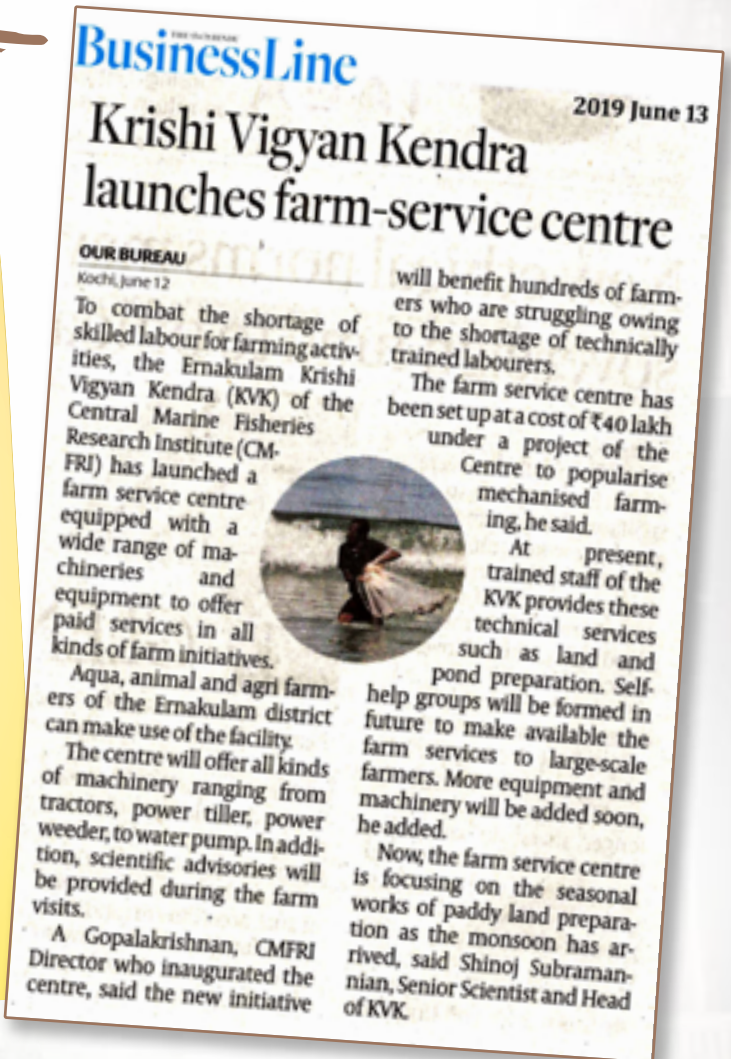 BusinessLine
2019 June 13
Krishi Vigyan Kendra
launches farm-service centre
OUR BUREAU
Kochi, June 12
To combat the shortage of
skilled labour for farming activ-
ities, the Ernakulam Krishi
Vigyan Kendra (KVK) of the
Central Marine Fisheries
Research Institute (CM-
FRI) has launched a
farm service centre
equipped with a
wide range of ma-
chineries and
equipment to offer
paid services in all
kinds of farm initiatives.
Aqua, animal and agri farm-
ers of the Ernakulam district
can make use of the facility.
The centre will offer all kinds
of machinery ranging from
tractors, power tiller, power
weeder, to water pump. In addi-
tion, scientific advisories will
be provided during the farm
visits.
A Gopalakrishnan, CMFRI
Director who inaugurated the
centre, said the new initiative
will benefit hundreds of farm-
ers who are struggling owing
to the shortage of technically
trained labourers.
The farm service centre has
been set up at a cost of ₹40 lakh
under a project of the
Centre to popularise
mechanised farm-
ing, he said.
At present,
trained staff of the
KVK provides these
technical services
such as land and
pond preparation. Self-
help groups will be formed in
future to make available the
farm services to large-scale
farmers. More equipment and
machinery will be added soon,
he added.
Now, the farm service centre
is focusing on the seasonal
works of paddy land prepara-
tion as the monsoon has ar-
rived, said Shinoj Subraman-
nian, Senior Scientist and Head
of KVK.